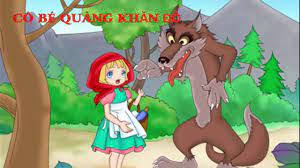 CÔ BÉ QUÀNG KHĂN ĐỎ